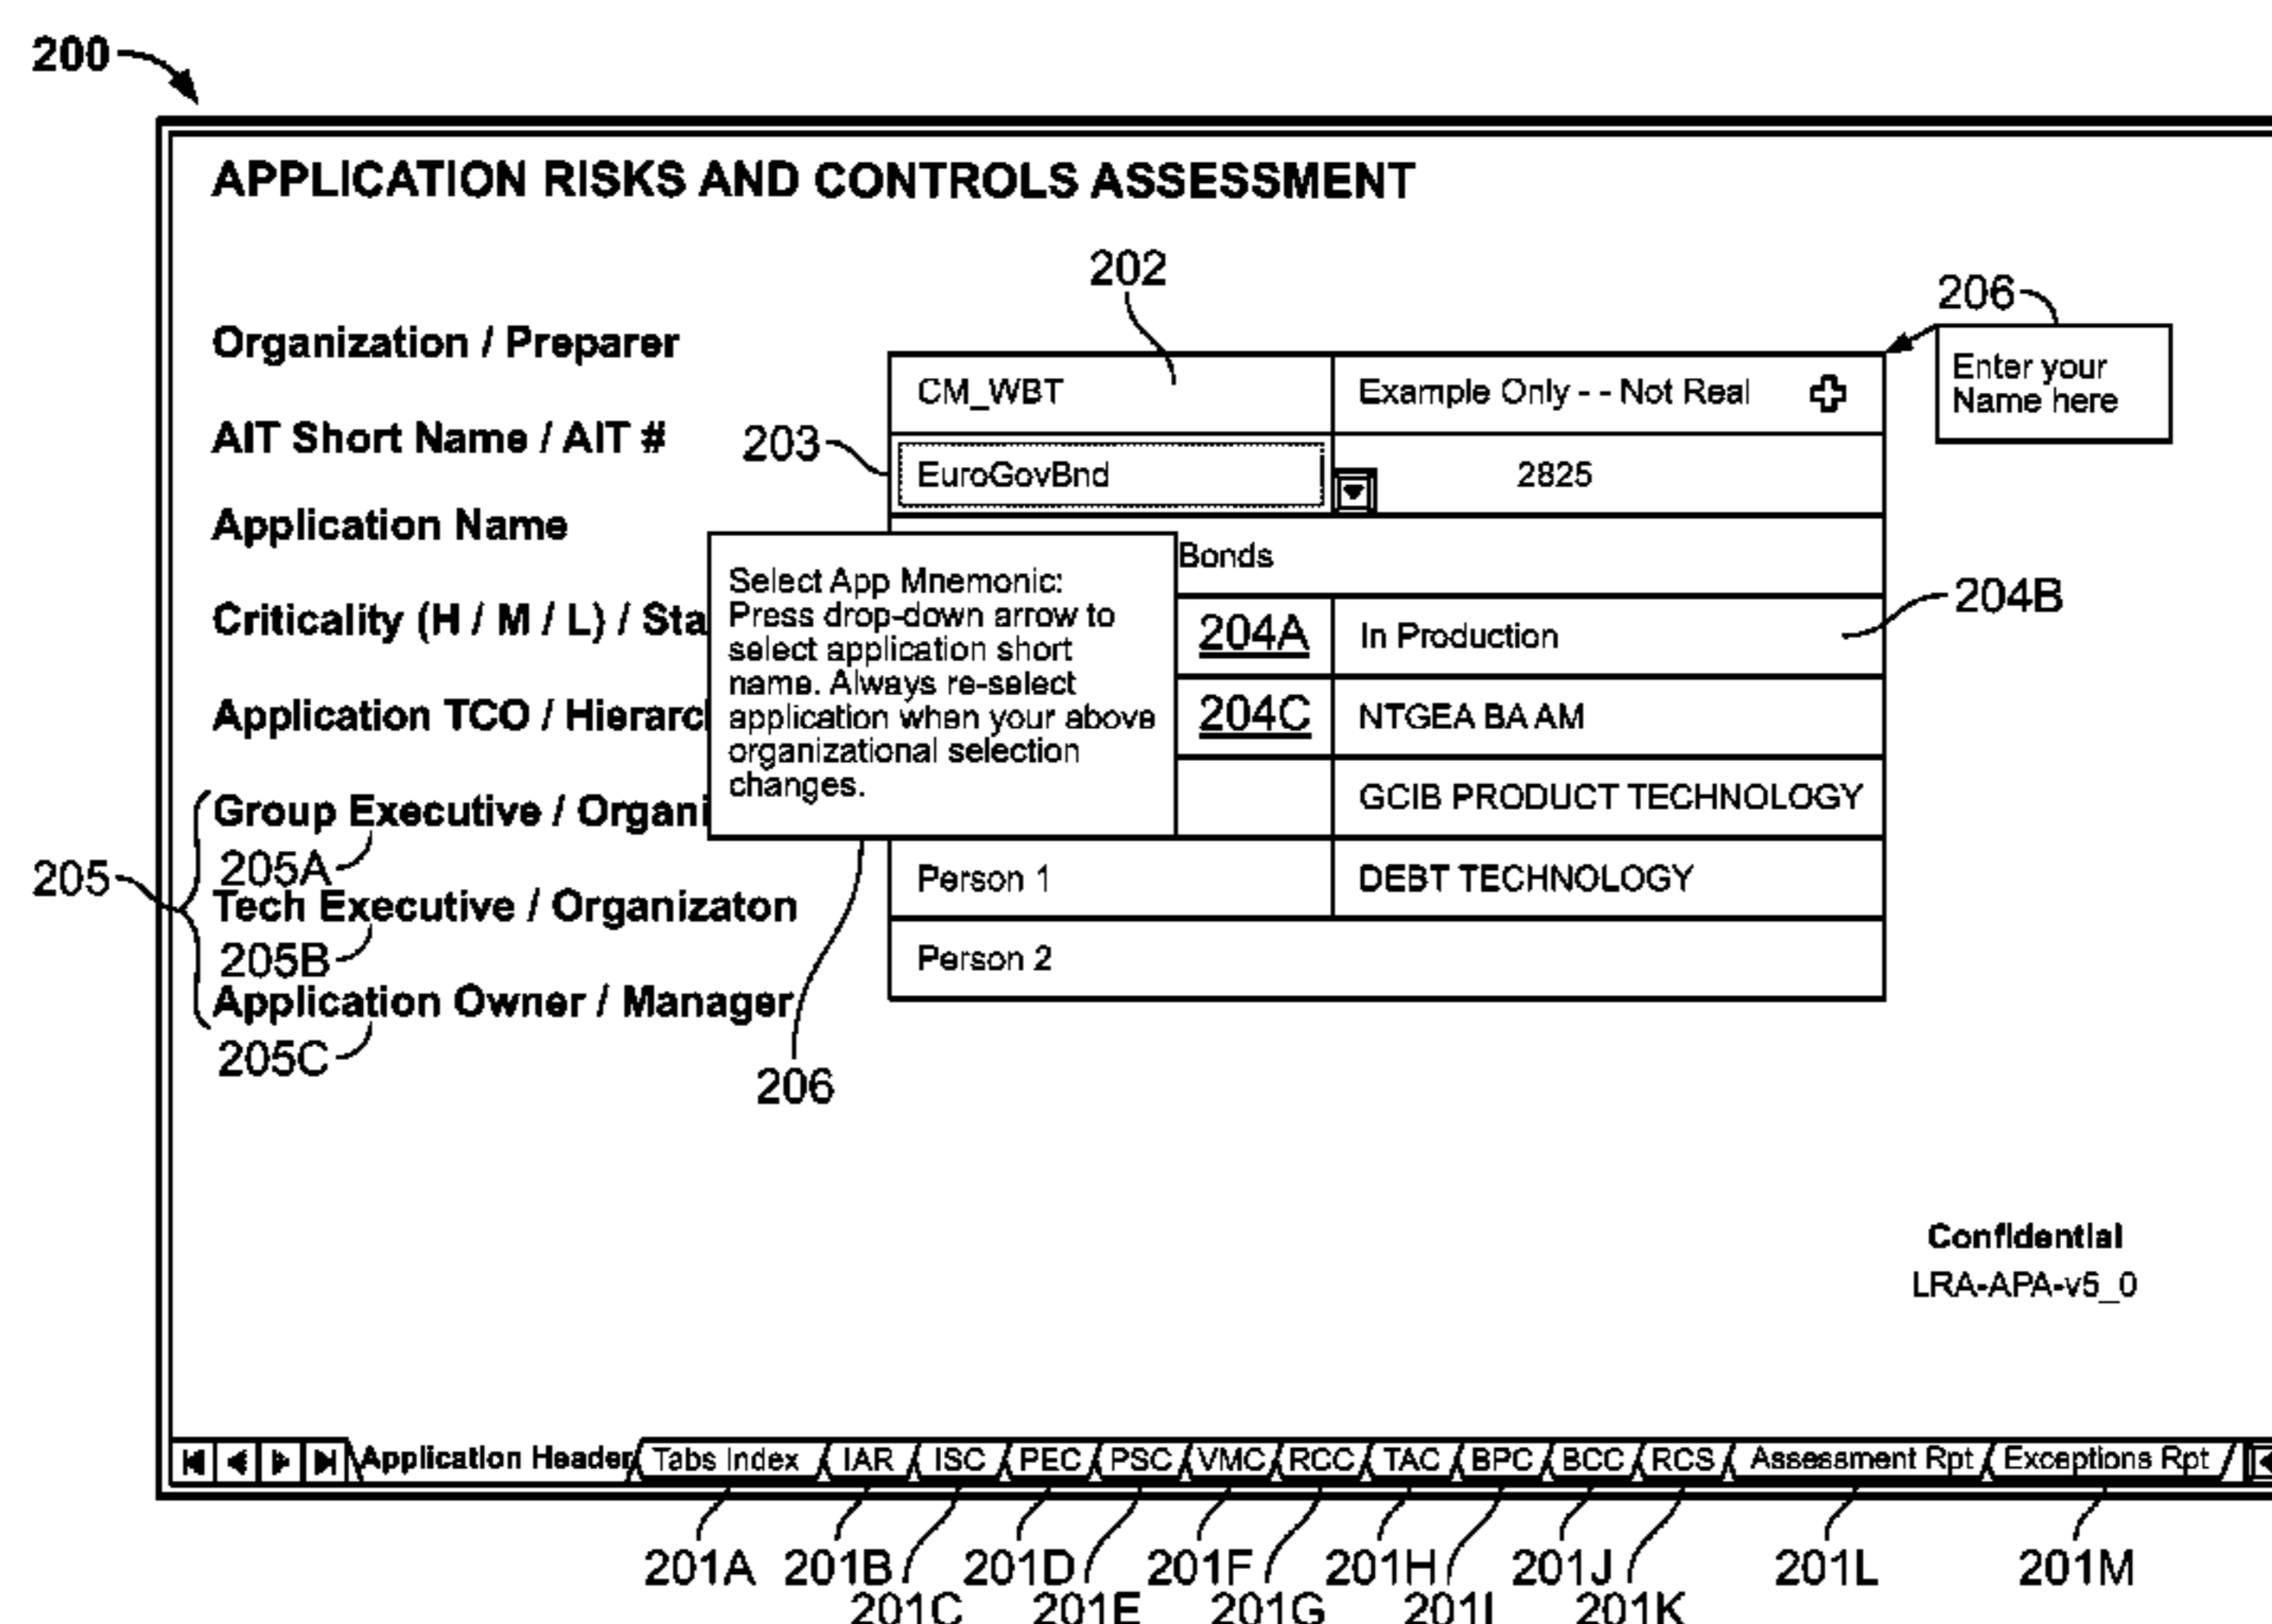 200
APPLICATION RISKS AND CONTROLS ASSESSMENT
202
206
Organization / Preparer
CM_WBT
Example Only - - Not Real
Enter your
Name here
AIT Short Name / AIT #
203
EuroGovBnd
2825
Application Name
Bonds
Select App Mnemonic:
Press drop-down arrow to
select application short
name. Always re-select
application when your above
organizational selection
changes.
Criticality (H / M / L) / Sta
204A
In Production
204B
Application TCO / Hierarc
204C
NTGEA BA AM
Group Executive / Organi
GCIB PRODUCT TECHNOLOGY
205A
205
Tech Executive / Organizaton
Person 1
DEBT TECHNOLOGY
205B
Application Owner / Manager
Person 2
205C
206
Confidential
LRA-APA-v5_0
Application Header Tabs Index IAR ISC PEC PSC VMC RCC TAC BPC BCC RCS Assessment Rpt Exceptions Rpt
201A 201B 201D 201F 201H 201J 201L 201M
201C 201E 201G 201I 201K